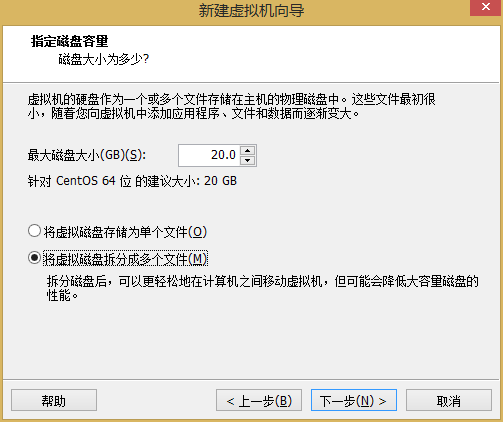 新建虚拟机向导
指定磁盘容量
磁盘大小为多少?
虚拟机的硬盘作为一个或多个文件存储在主机的物理磁盘中。这些文件最初很
小，随着您向虚拟机中添加应用程序、文件和数据而逐渐变大。
最大磁盘大小(GB)(S): 20.0
针对 CentOS 64 位 的建议大小: 20 GB
将虚拟磁盘存储为单个文件(O)
将虚拟磁盘拆分成多个文件(M)
拆分磁盘后，可以更轻松地在计算机之间移动虚拟机，但可能会降低大容量磁盘的
性能。
帮助 < 上一步(B) 下一步(N) > 取消